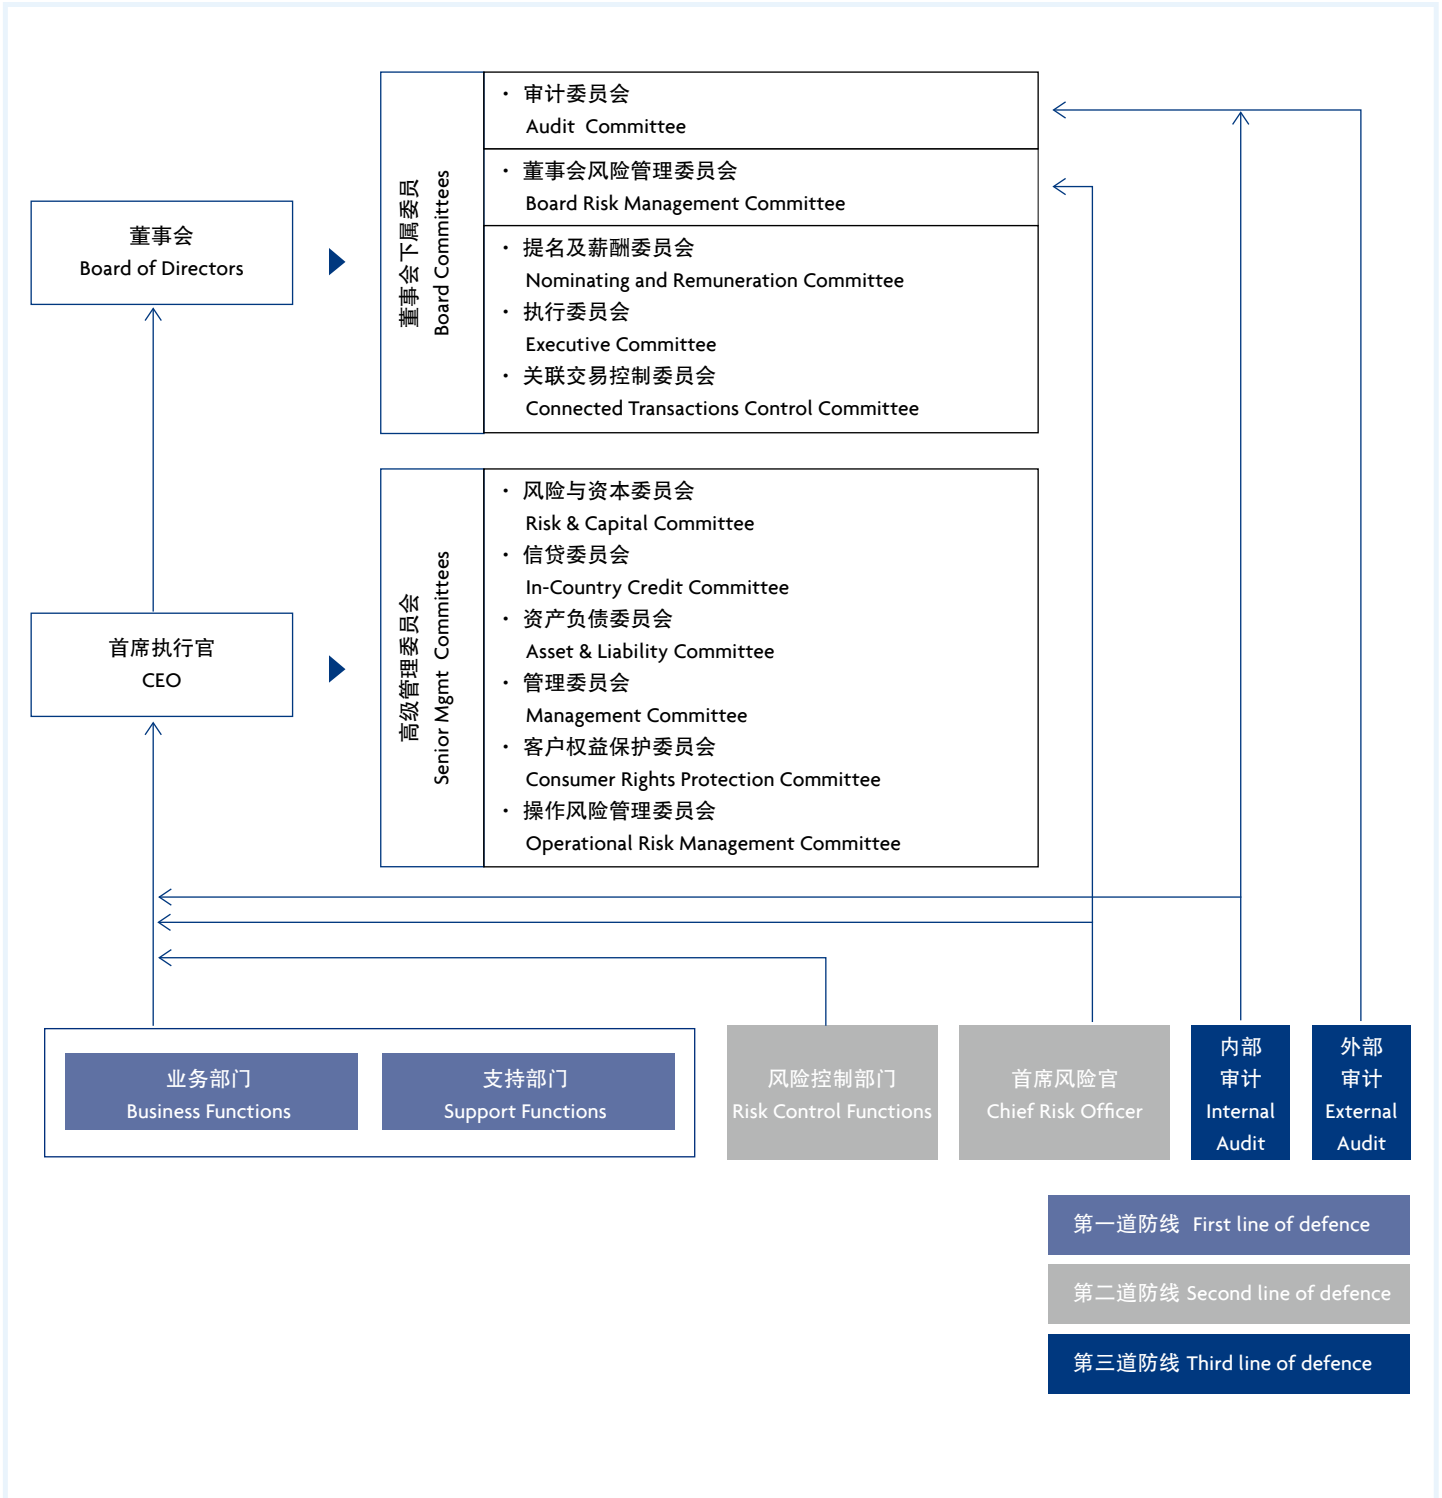 董事会
Board of Directors
董事会下属委员
Board Committees
· 审计委员会
Audit Committee
· 董事会风险管理委员会
Board Risk Management Committee
· 提名及薪酬委员会
Nominating and Remuneration Committee
· 执行委员会
Executive Committee
· 关联交易控制委员会
Connected Transactions Control Committee
首席执行官
CEO
高级管理委员会
Senior Mgmt Committees
· 风险与资本委员会
Risk & Capital Committee
· 信贷委员会
In-Country Credit Committee
· 资产负债委员会
Asset & Liability Committee
· 管理委员会
Management Committee
· 客户权益保护委员会
Consumer Rights Protection Committee
· 操作风险管理委员会
Operational Risk Management Committee
业务部门
Business Functions
支持部门
Support Functions
风险控制部门
Risk Control Functions
首席风险官
Chief Risk Officer
内部
审计
Internal
Audit
外部
审计
External
Audit
第一道防线 First line of defence
第二道防线 Second line of defence
第三道防线 Third line of defence